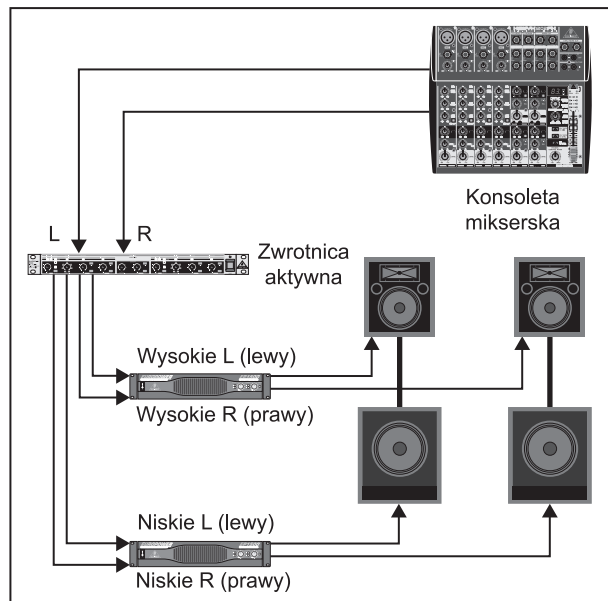 Konsoleta
mikserska
L
R
Zwrotnica
aktywna
Wysokie L (lewy)
Wysokie R (prawy)
Niskie L (lewy)
Niskie R (prawy)